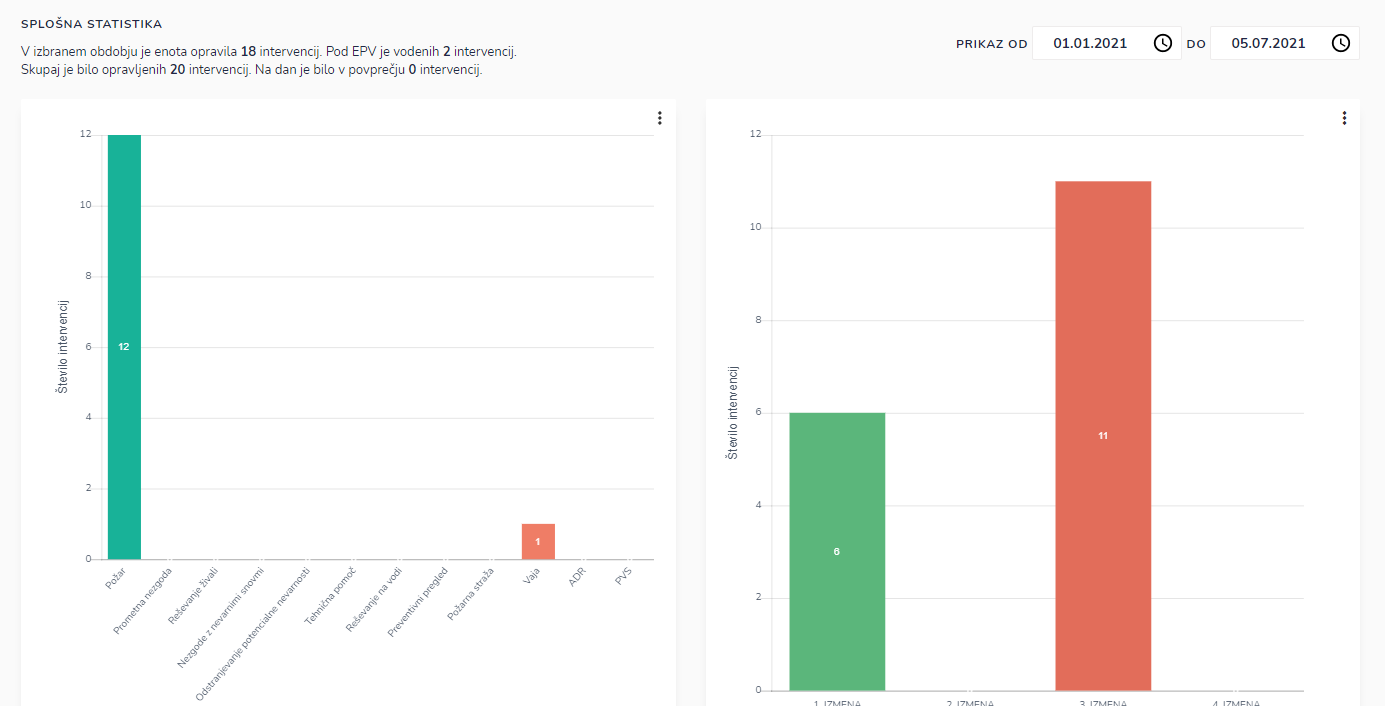 SPLOŠNA STATISTIKA
V izbranem obdobju je enota opravila 18 intervencij. Pod EPV je vodenih 2 intervencij.
Skupaj je bilo opravljenih 20 intervencij. Na dan je bilo v povprečju 0 intervencij.
PRIKAZ OD 01.01.2021 DO 05.07.2021
Število intervencij
12
10
8
6
4
2
0
12
1
Požar
Prometna nezgoda
Reševanje živali
Nezgode z nevarnimi snovmi
Odstranjevanje potencialne nevarnosti
Tehnična pomoč
Reševanje na vodi
Preventivni pregled
Požarna straža
Vaja
ADR
PVS
Število intervencij
12
10
8
6
4
2
0
6
11
1. IZMENA
2. IZMENA
3. IZMENA
4. IZMENA